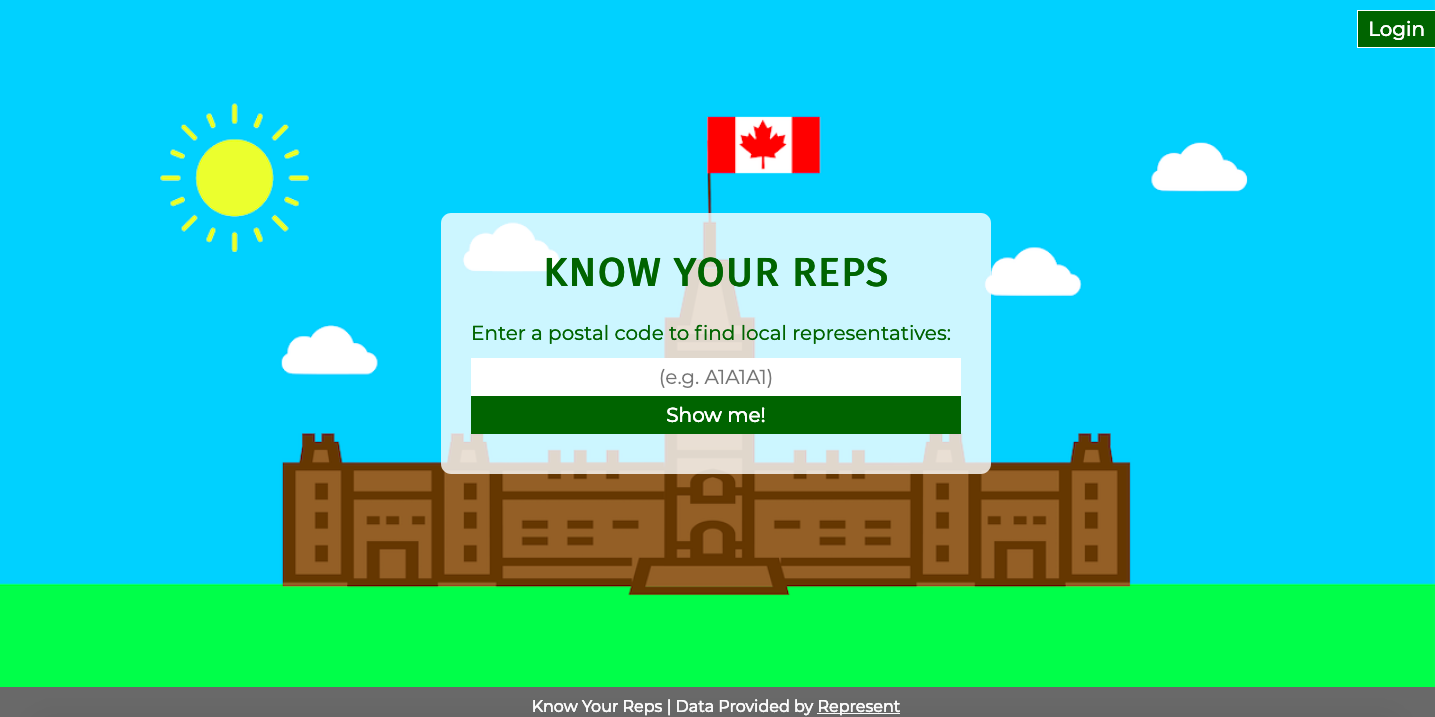 Login
KNOW YOUR REPS
Enter a postal code to find local representatives:
(e.g. A1A1A1)
Show me!
Know Your Reps | Data Provided by Represent